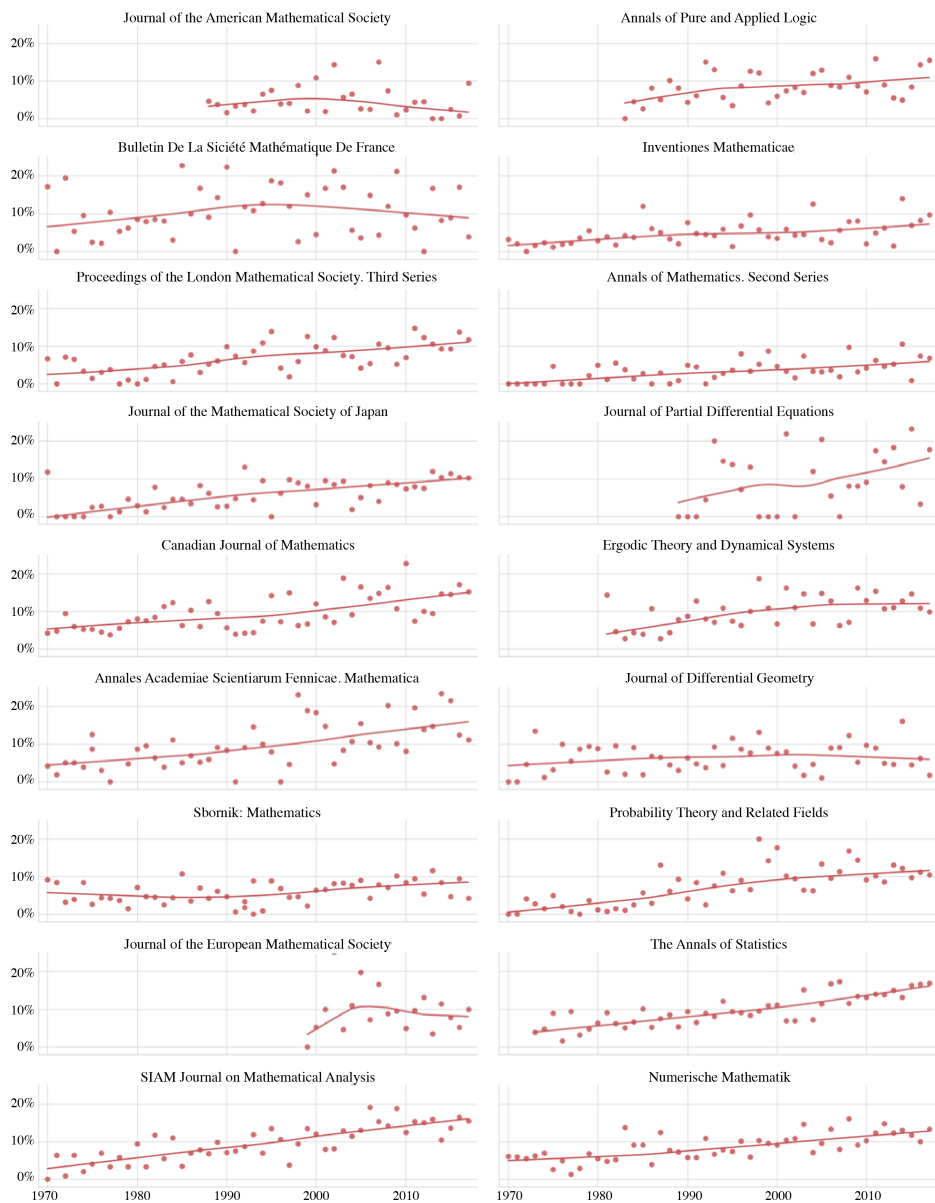 Journal of the American Mathematical Society
Annals of Pure and Applied Logic
20%
10%
0%
Bulletin De La Siciété Mathématique De France
Inventiones Mathematicae
20%
10%
0%
Proceedings of the London Mathematical Society. Third Series
Annals of Mathematics. Second Series
20%
10%
0%
Journal of the Mathematical Society of Japan
Journal of Partial Differential Equations
20%
10%
0%
Canadian Journal of Mathematics
Ergodic Theory and Dynamical Systems
20%
10%
0%
Annales Academiae Scientiarum Fennicae. Mathematica
Journal of Differential Geometry
20%
10%
0%
Sbornik: Mathematics
Probability Theory and Related Fields
20%
10%
0%
Journal of the European Mathematical Society
The Annals of Statistics
20%
10%
0%
SIAM Journal on Mathematical Analysis
Numerische Mathematik
20%
10%
0%
1970 1980 1990 2000 2010 1970 1980 1990 2000 2010